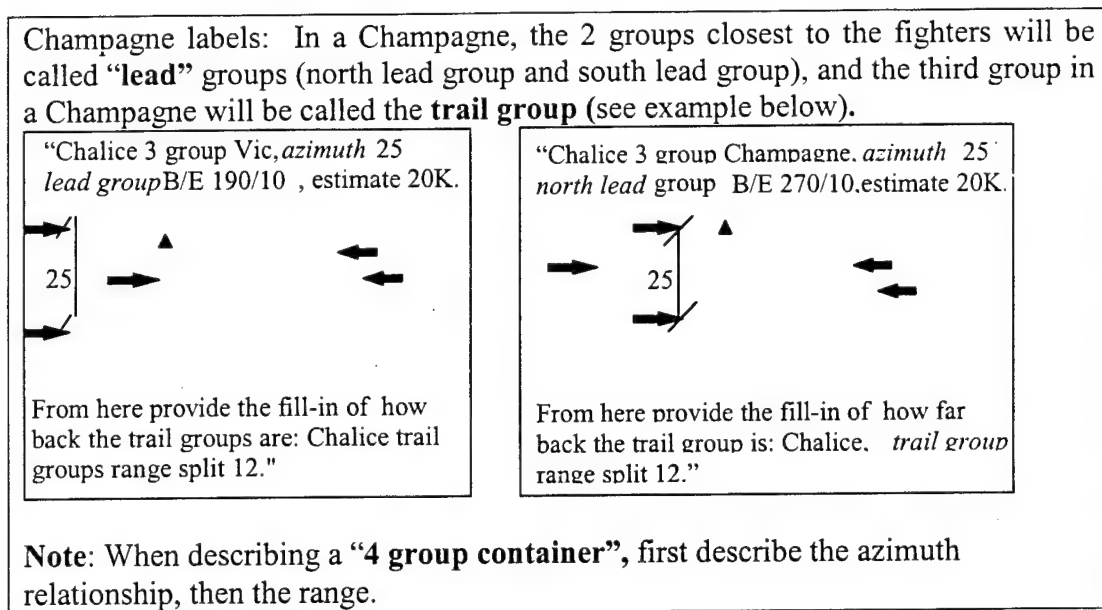 Champagne labels: In a Champagne, the 2 groups closest to the fighters will be
called “lead” groups (north lead group and south lead group), and the third group in
a Champagne will be called the trail group (see example below).
“Chalice 3 group Vic, azimuth 25
lead group B/E 190/10 , estimate 20K.
25
From here provide the fill-in of how
back the trail groups are: Chalice trail
groups range split 12."
“Chalice 3 group Champagne, azimuth 25
north lead group B/E 270/10,estimate 20K.
25
From here provide the fill-in of how far
back the trail group is: Chalice, trail group
range split 12.”
Note: When describing a “4 group container”, first describe the azimuth
relationship, then the range.